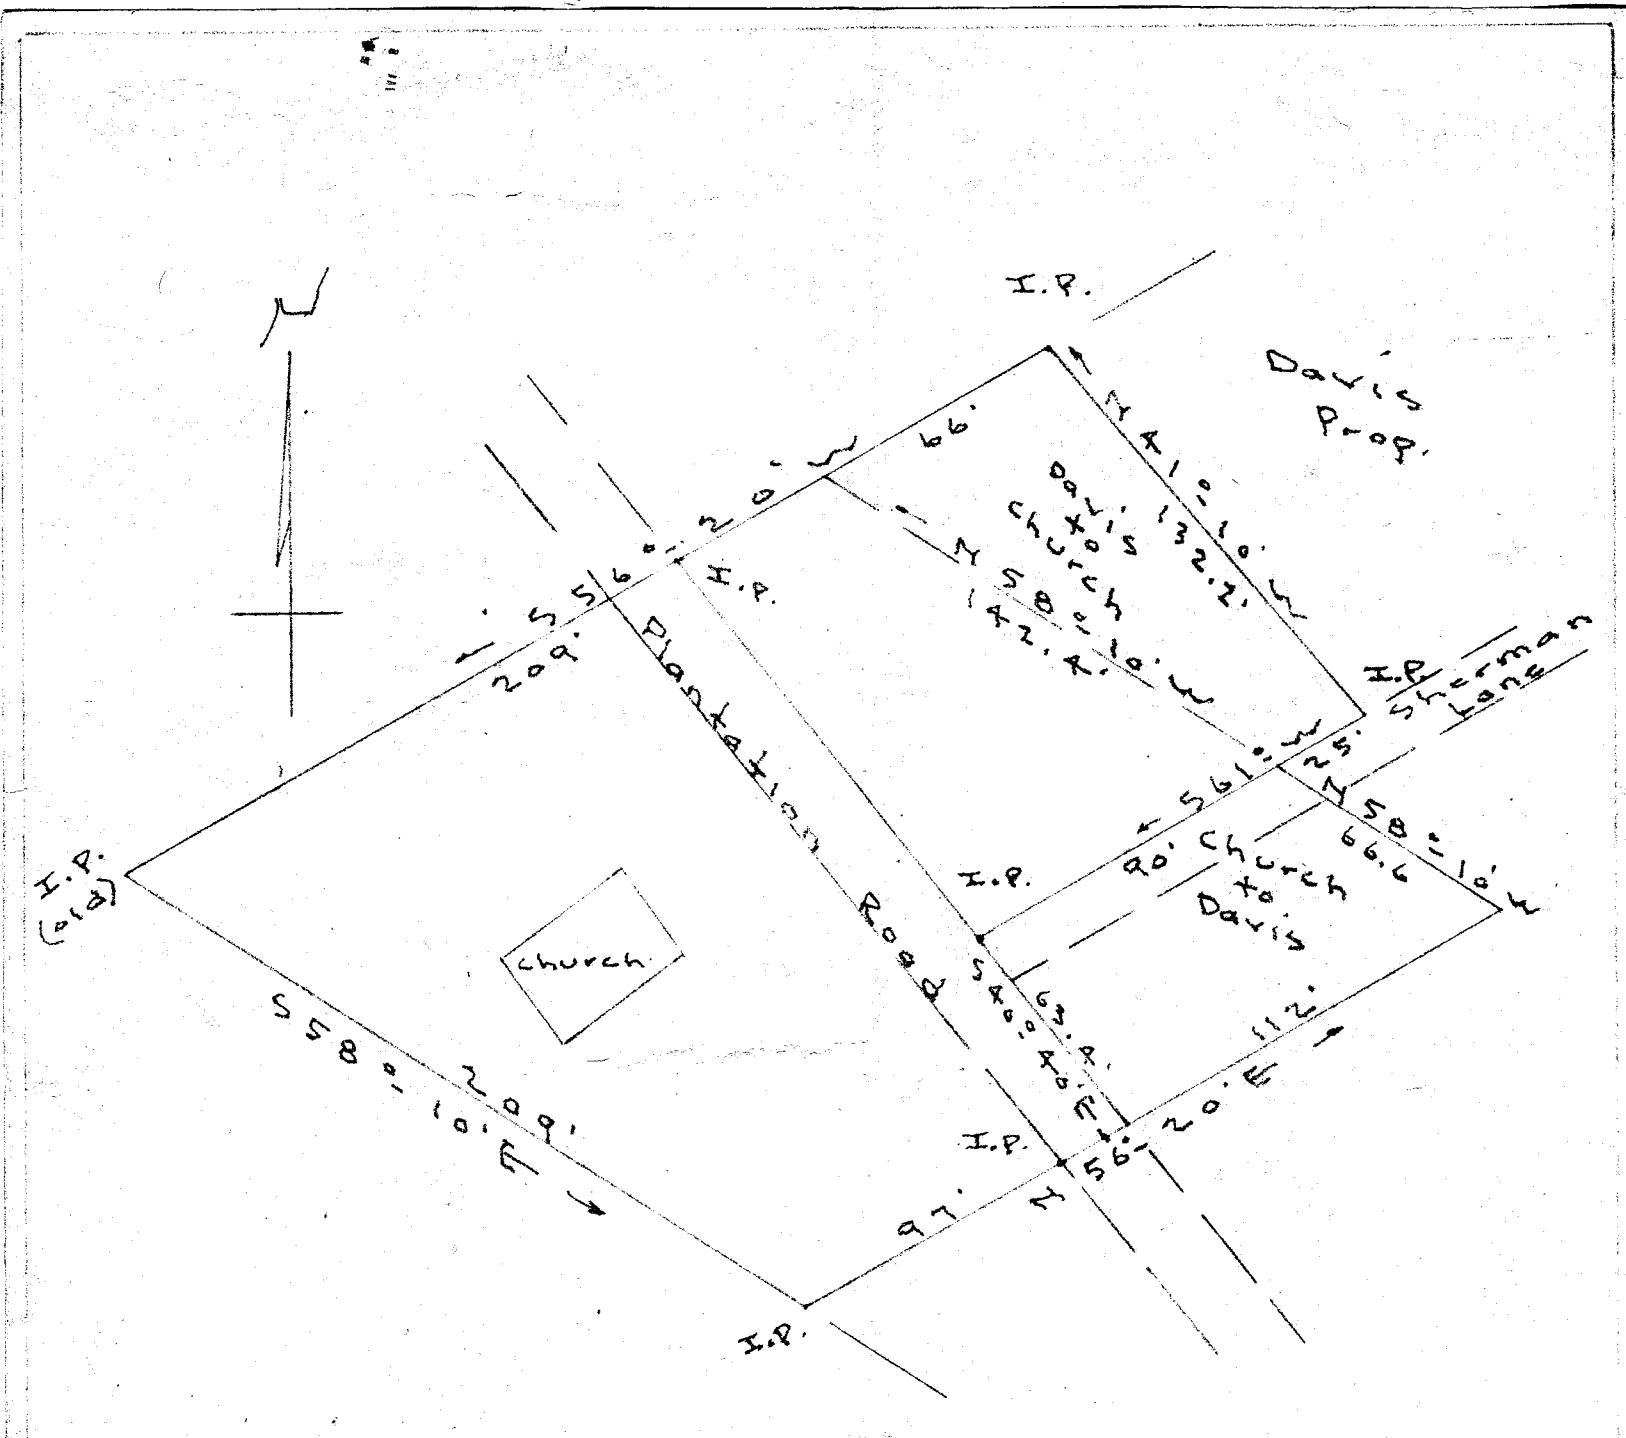 N
I.P.
Davis
Prop.
66'
N 41°-10' W
132.2'
Davis
to
Church
S 56°-20' W
209.'
I.P.
N 58°-10' W
142.4'
Plantation Road
I.P.
Sherman
Lane
S 61° W
25'
90'
N 58°-10' W
66.6
Church
to
Davis
I.P.
(old)
I.P.
church
S 40°-40' E
63.4'
112'
S 58°-10' E
209'
I.P.
N 56°-20' E
97'
I.P.